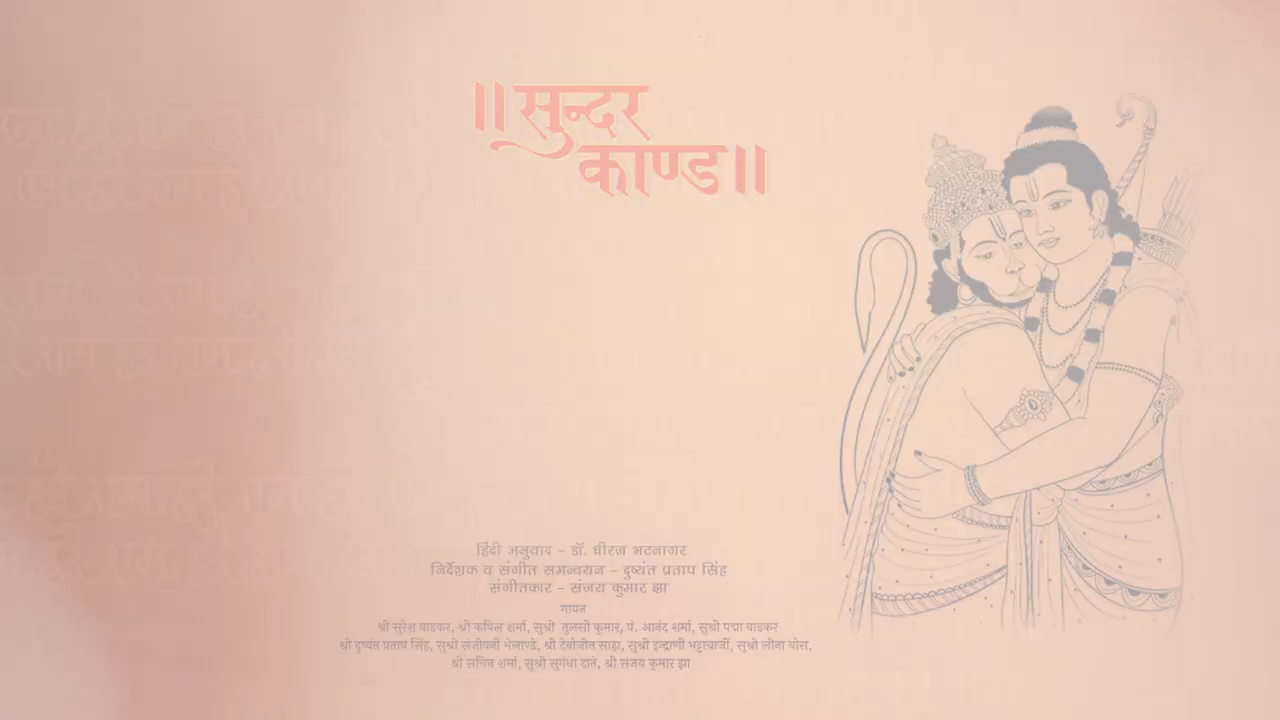 ॥ सुन्दर
काण्ड ॥
हिंदी अनुवाद – डॉ. धीरज भटनागर
निर्देशक व संगीत समन्वयन – दुष्यंत प्रताप सिंह
संगीतकार – संजय कुमार झा
गायन
श्री सुरेश वाडकर, श्री कपिल शर्मा, सुश्री तुलसी कुमार, पं. आनंद शर्मा, सुश्री पद्मा वाडकर
श्री दुष्यंत प्रताप सिंह, सुश्री संजीवनी भेलाण्डे, श्री देवोजीत साहा, सुश्री इन्द्राणी भट्टाचार्जी, सुश्री लीना बोस,
श्री सचिन शर्मा, सुश्री सुगंधा दाते, श्री संजय कुमार झा